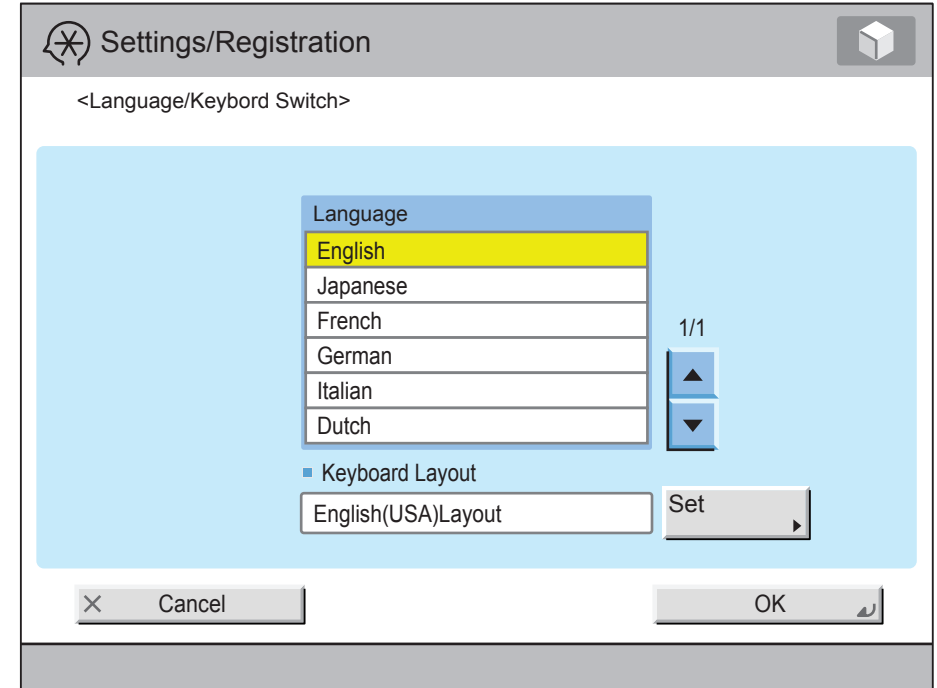 Settings/Registration
<Language/Keybord Switch>
Language
English
Japanese
French
German
Italian
Dutch
1/1
Keyboard Layout
English(USA)Layout
Set
Cancel
OK